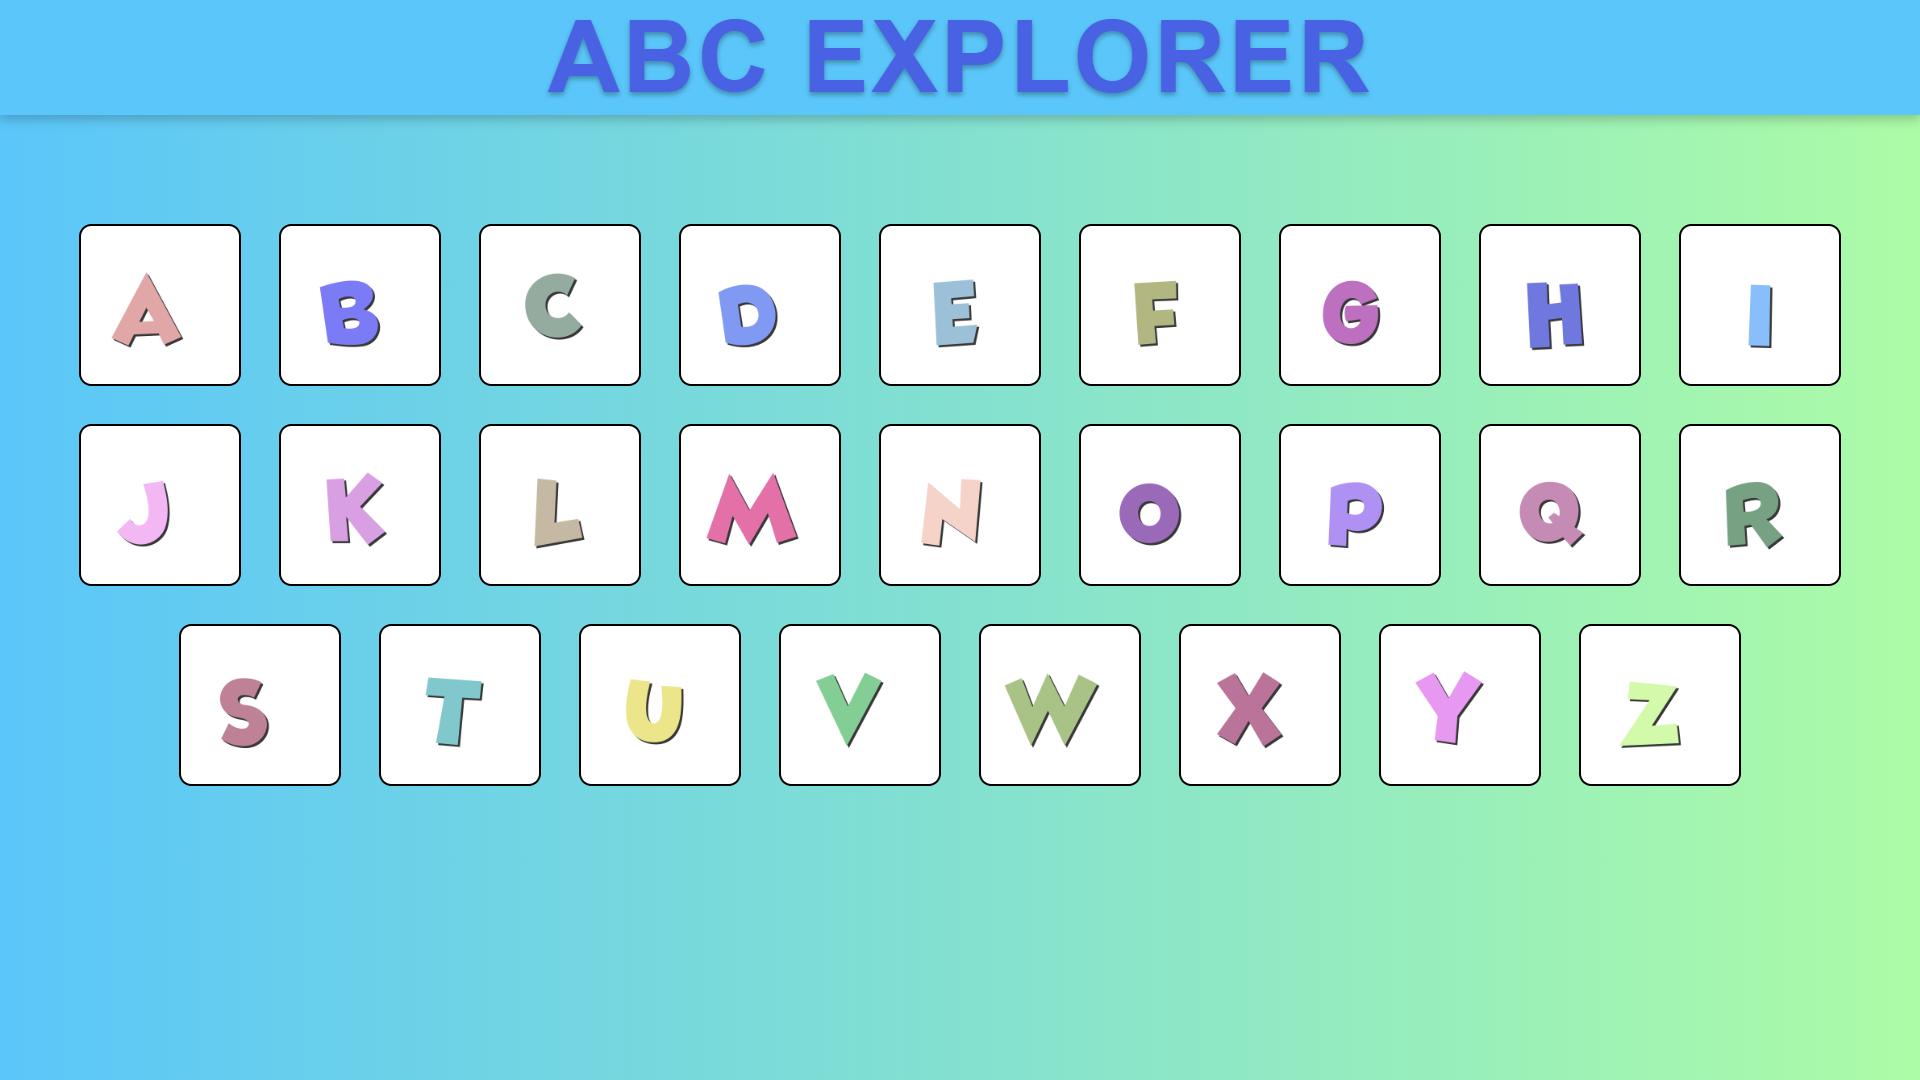 ABC EXPLORER
A B C D E F G H I
J K L M N O P Q R
S T U V W X Y Z